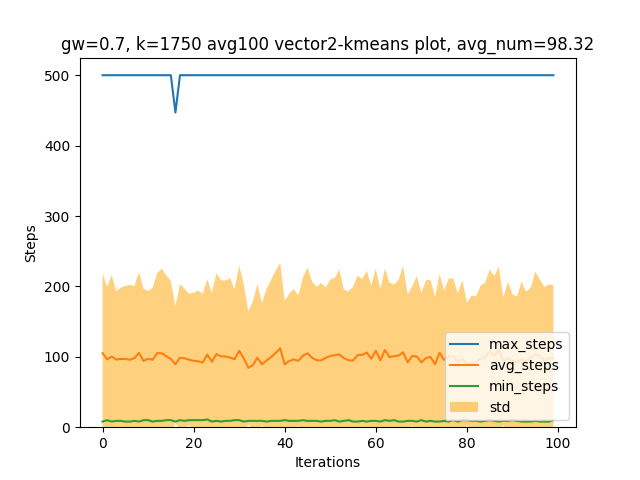 gw=0.7, k=1750 avg100 vector2-kmeans plot, avg_num=98.32
500
400
300
200
100
0
Steps
max_steps
avg_steps
min_steps
std
0
20
40
60
80
100
Iterations